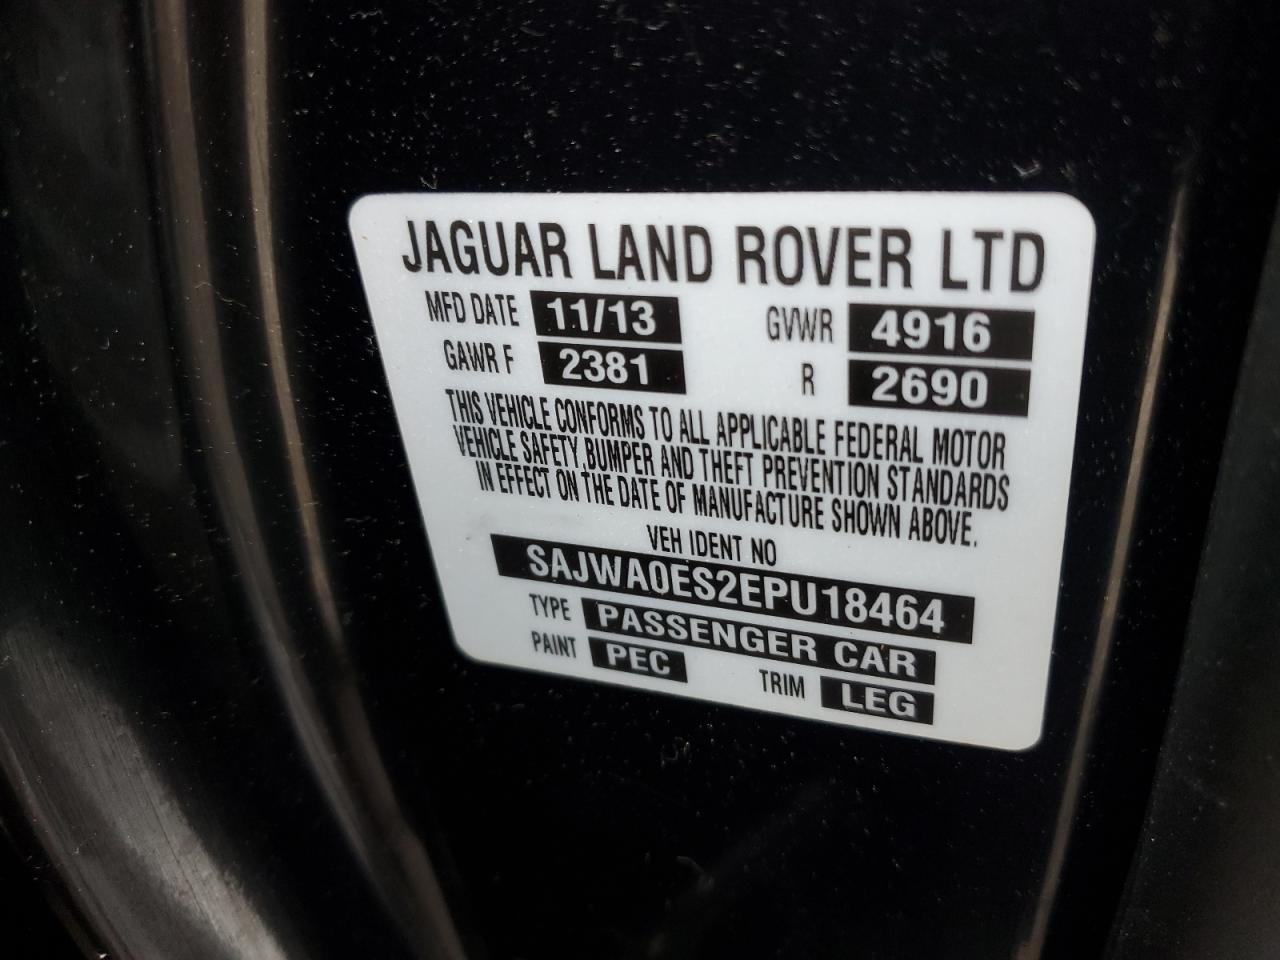 JAGUAR LAND ROVER LTD
MFD DATE 11/13 GVWR 4916
GAWR F 2381 R 2690
THIS VEHICLE CONFORMS TO ALL APPLICABLE FEDERAL MOTOR
VEHICLE SAFETY, BUMPER AND THEFT PREVENTION STANDARDS
IN EFFECT ON THE DATE OF MANUFACTURE SHOWN ABOVE.
VEH IDENT NO
SAJWA0ES2EPU18464
TYPE PASSENGER CAR
PAINT PEC TRIM LEG